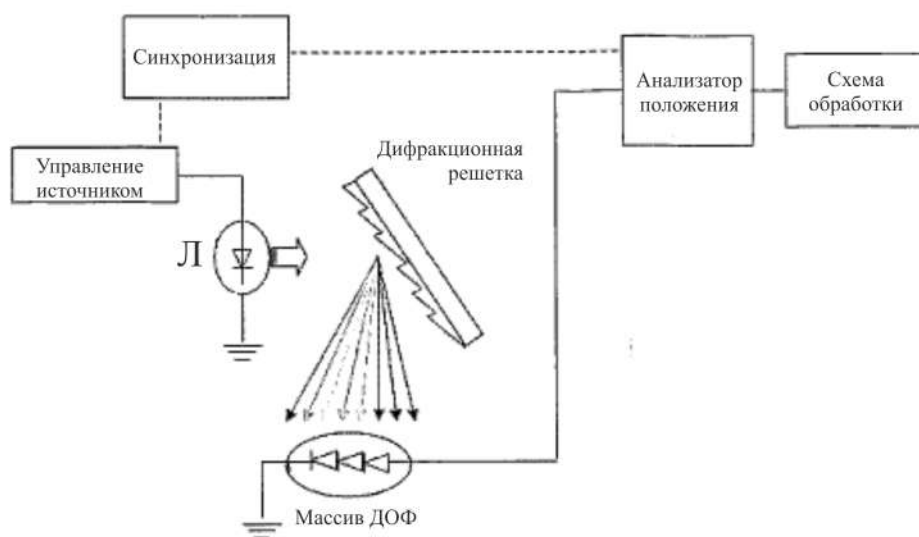 Синхронизация
Анализатор
положения
Схема
обработки
Управление
источником
Дифракционная
решетка
Л
Массив ДОФ